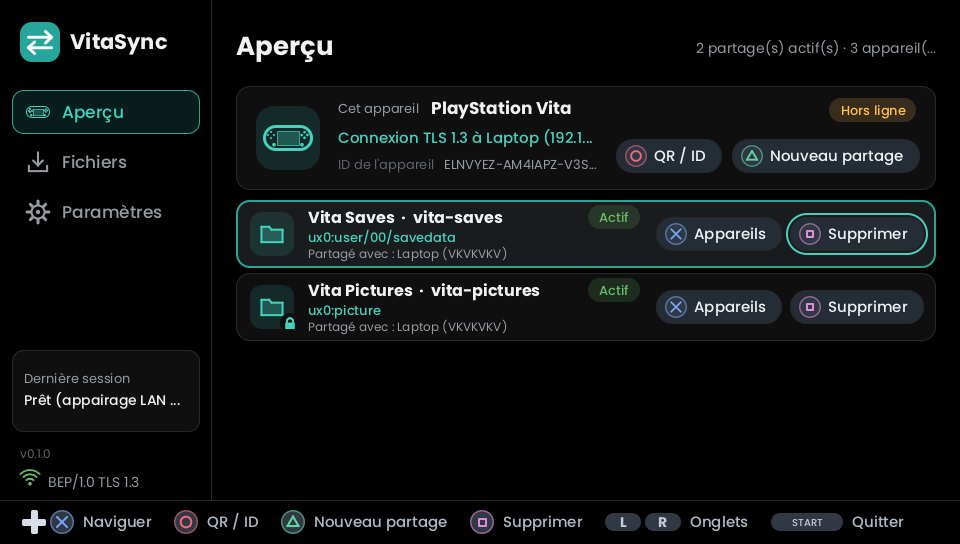 VitaSync
Aperçu
Fichiers
Paramètres
Dernière session
Prêt (appairage LAN ...
v0.1.0
BEP/1.0 TLS 1.3
Aperçu
2 partage(s) actif(s) · 3 appareil(...
Cet appareil PlayStation Vita
Hors ligne
Connexion TLS 1.3 à Laptop (192.1...
ID de l'appareil ELNVYEZ-AM4IAPZ-V3S...
QR / ID
Nouveau partage
Vita Saves · vita-saves
Actif
ux0:user/00/savedata
Partagé avec : Laptop (VKVKVKV)
Appareils
Supprimer
Vita Pictures · vita-pictures
Actif
ux0:picture
Partagé avec : Laptop (VKVKVKV)
Appareils
Supprimer
Naviguer QR / ID Nouveau partage Supprimer L R Onglets START Quitter